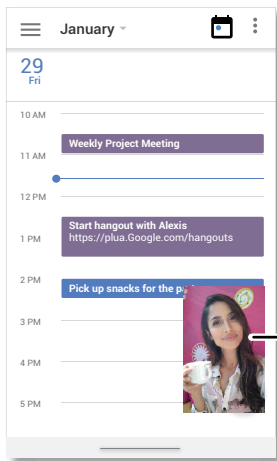 January
29
Fri
10 AM
Weekly Project Meeting
11 AM
12 PM
Start hangout with Alexis
1 PM
https://plua.Google.com/hangouts
2 PM
Pick up snacks for the
3 PM
4 PM
5 PM